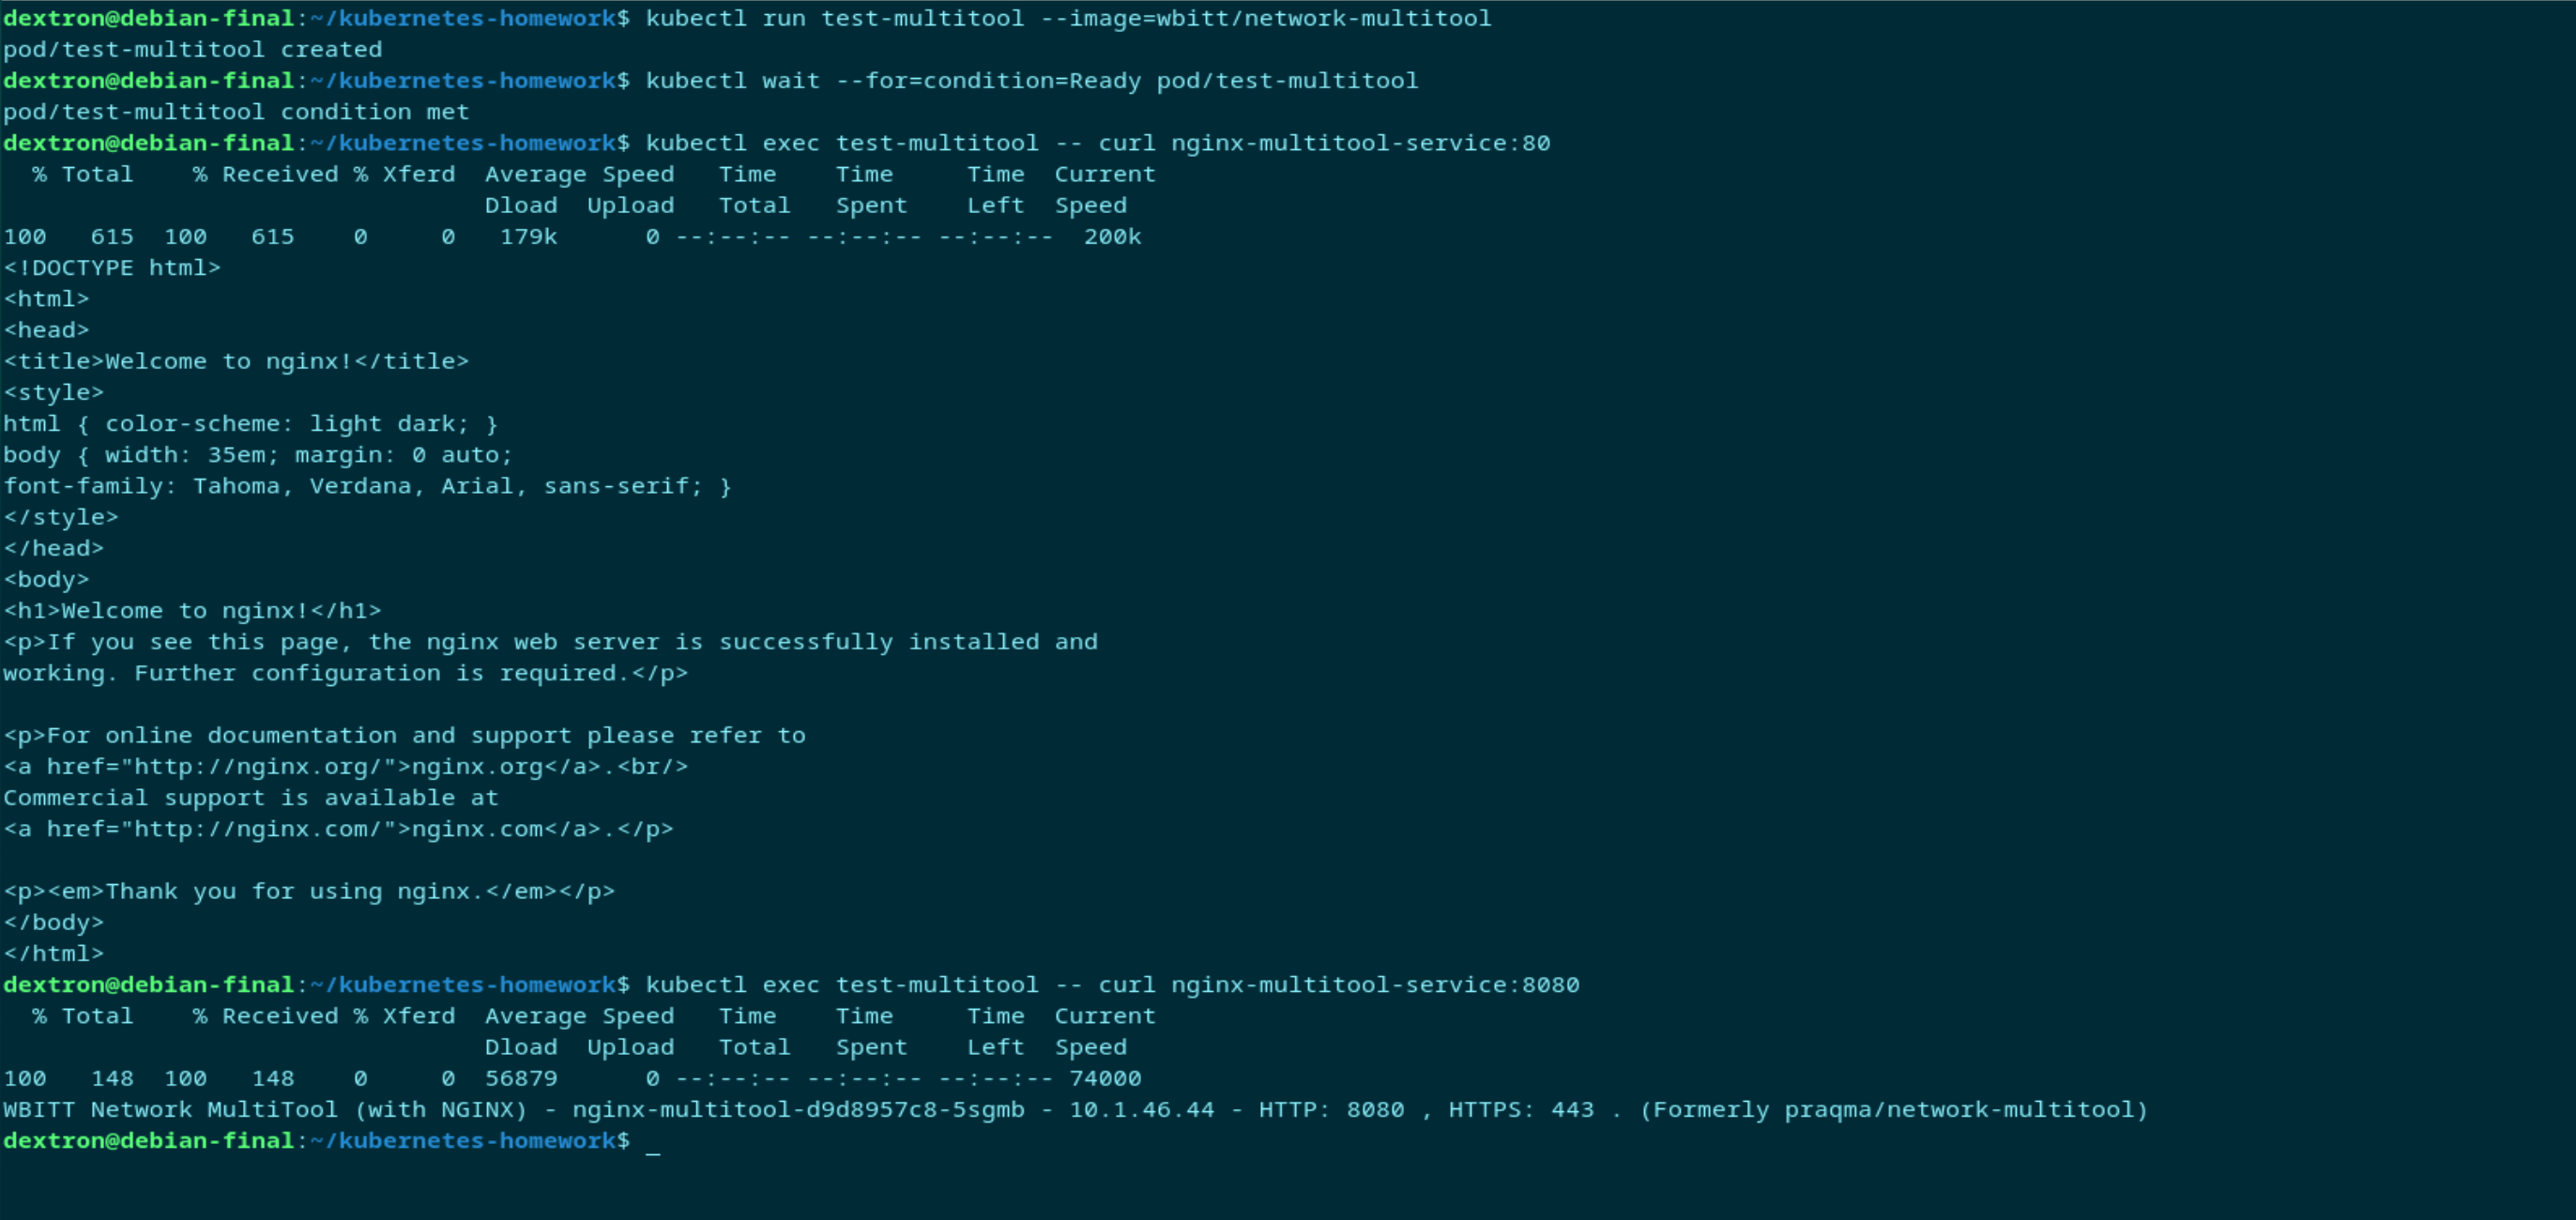 dextron@debian-final:~/kubernetes-homework$ kubectl run test-multitool --image=wbitt/network-multitool
pod/test-multitool created
dextron@debian-final:~/kubernetes-homework$ kubectl wait --for=condition=Ready pod/test-multitool
pod/test-multitool condition met
dextron@debian-final:~/kubernetes-homework$ kubectl exec test-multitool -- curl nginx-multitool-service:80
  % Total    % Received % Xferd  Average Speed   Time    Time     Time  Current
                                 Dload  Upload   Total   Spent    Left  Speed
100   615  100   615    0     0   179k      0 --:--:-- --:--:-- --:--:--  200k
<!DOCTYPE html>
<html>
<head>
<title>Welcome to nginx!</title>
<style>
html { color-scheme: light dark; }
body { width: 35em; margin: 0 auto;
font-family: Tahoma, Verdana, Arial, sans-serif; }
</style>
</head>
<body>
<h1>Welcome to nginx!</h1>
<p>If you see this page, the nginx web server is successfully installed and
working. Further configuration is required.</p>

<p>For online documentation and support please refer to
<a href="http://nginx.org/">nginx.org</a>.<br/>
Commercial support is available at
<a href="http://nginx.com/">nginx.com</a>.</p>

<p><em>Thank you for using nginx.</em></p>
</body>
</html>
dextron@debian-final:~/kubernetes-homework$ kubectl exec test-multitool -- curl nginx-multitool-service:8080
  % Total    % Received % Xferd  Average Speed   Time    Time     Time  Current
                                 Dload  Upload   Total   Spent    Left  Speed
100   148  100   148    0     0  56879      0 --:--:-- --:--:-- --:--:-- 74000
WBITT Network MultiTool (with NGINX) - nginx-multitool-d9d8957c8-5sgmb - 10.1.46.44 - HTTP: 8080 , HTTPS: 443 . (Formerly praqma/network-multitool)
dextron@debian-final:~/kubernetes-homework$ _